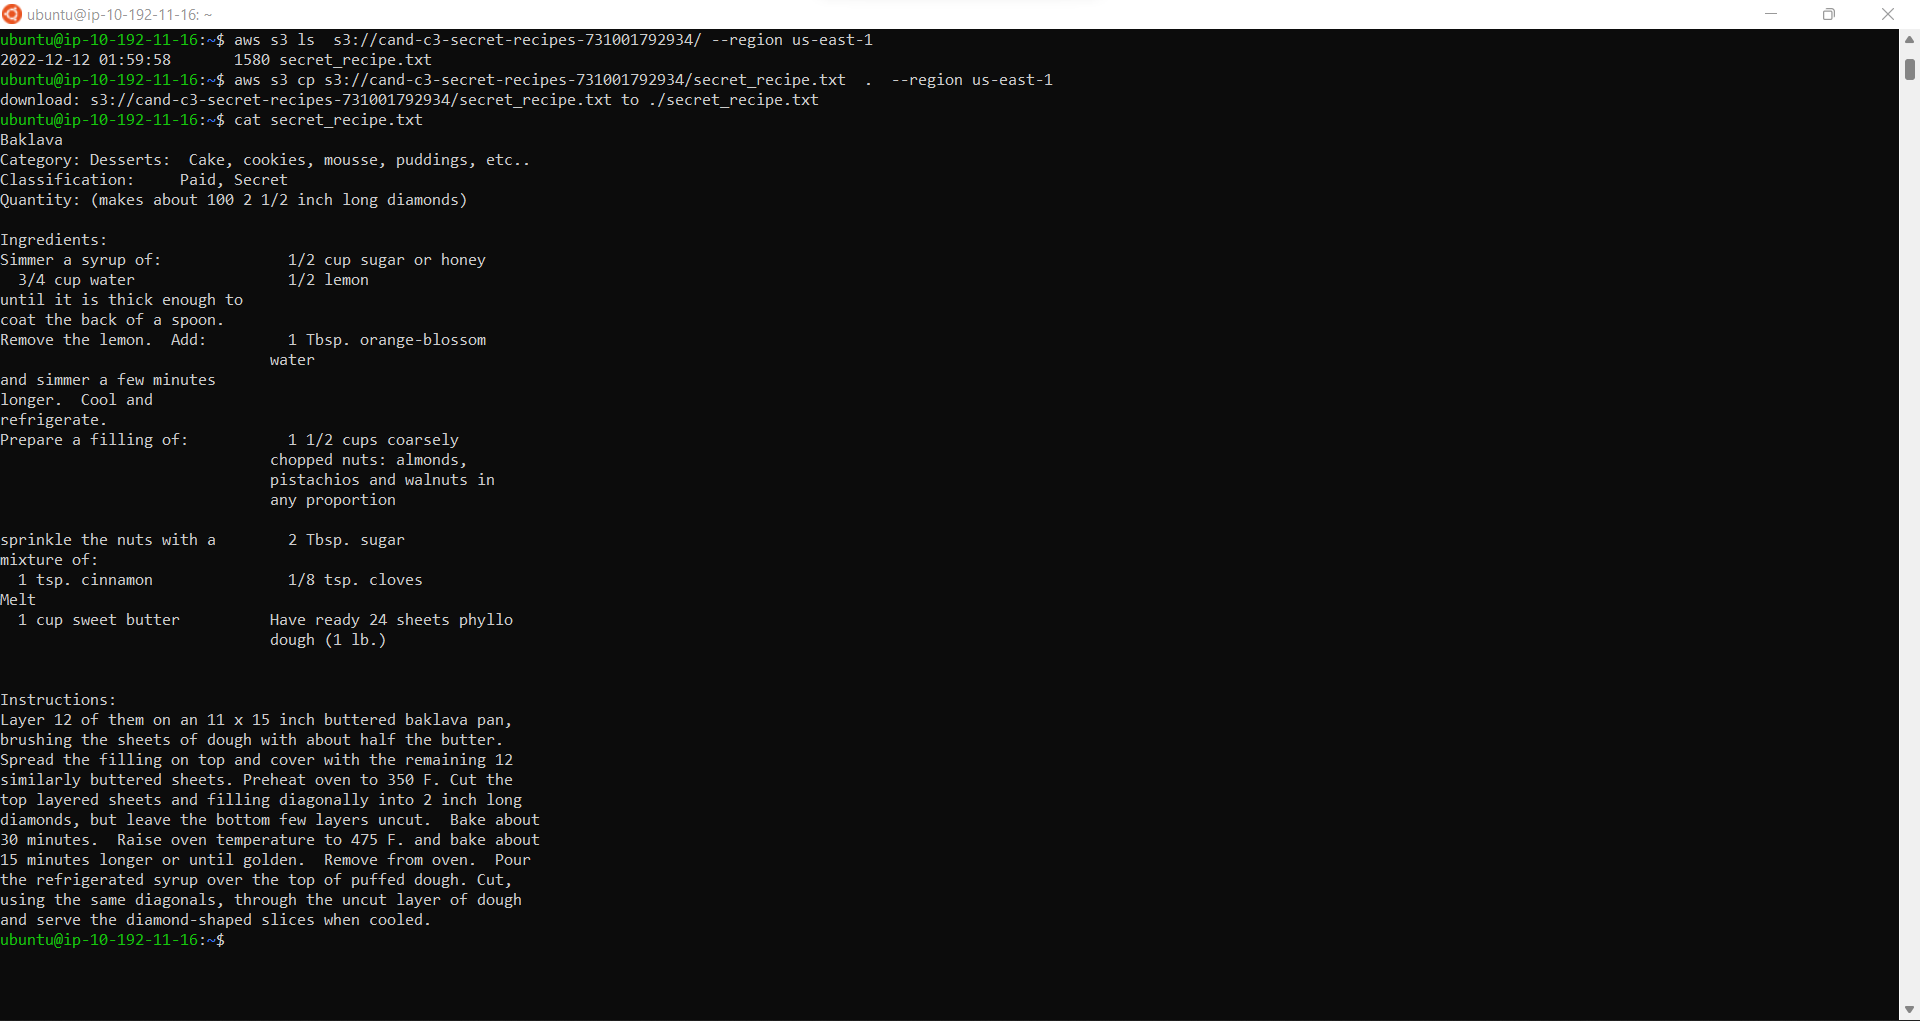 ubuntu@ip-10-192-11-16: ~
ubuntu@ip-10-192-11-16:~$ aws s3 ls  s3://cand-c3-secret-recipes-731001792934/ --region us-east-1
2022-12-12 01:59:58       1580 secret_recipe.txt
ubuntu@ip-10-192-11-16:~$ aws s3 cp s3://cand-c3-secret-recipes-731001792934/secret_recipe.txt  .  --region us-east-1
download: s3://cand-c3-secret-recipes-731001792934/secret_recipe.txt to ./secret_recipe.txt
ubuntu@ip-10-192-11-16:~$ cat secret_recipe.txt
Baklava
Category: Desserts:  Cake, cookies, mousse, puddings, etc..
Classification:     Paid, Secret
Quantity: (makes about 100 2 1/2 inch long diamonds)
Ingredients:
Simmer a syrup of:              1/2 cup sugar or honey
  3/4 cup water                 1/2 lemon
until it is thick enough to
coat the back of a spoon.
Remove the lemon.  Add:         1 Tbsp. orange-blossom
                              water
and simmer a few minutes
longer.  Cool and
refrigerate.
Prepare a filling of:           1 1/2 cups coarsely
                              chopped nuts: almonds,
                              pistachios and walnuts in
                              any proportion
sprinkle the nuts with a        2 Tbsp. sugar
mixture of:
  1 tsp. cinnamon               1/8 tsp. cloves
Melt
  1 cup sweet butter          Have ready 24 sheets phyllo
                              dough (1 lb.)
Instructions:
Layer 12 of them on an 11 x 15 inch buttered baklava pan,
brushing the sheets of dough with about half the butter.
Spread the filling on top and cover with the remaining 12
similarly buttered sheets. Preheat oven to 350 F. Cut the
top layered sheets and filling diagonally into 2 inch long
diamonds, but leave the bottom few layers uncut.  Bake about
30 minutes.  Raise oven temperature to 475 F. and bake about
15 minutes longer or until golden.  Remove from oven.  Pour
the refrigerated syrup over the top of puffed dough. Cut,
using the same diagonals, through the uncut layer of dough
and serve the diamond-shaped slices when cooled.
ubuntu@ip-10-192-11-16:~$